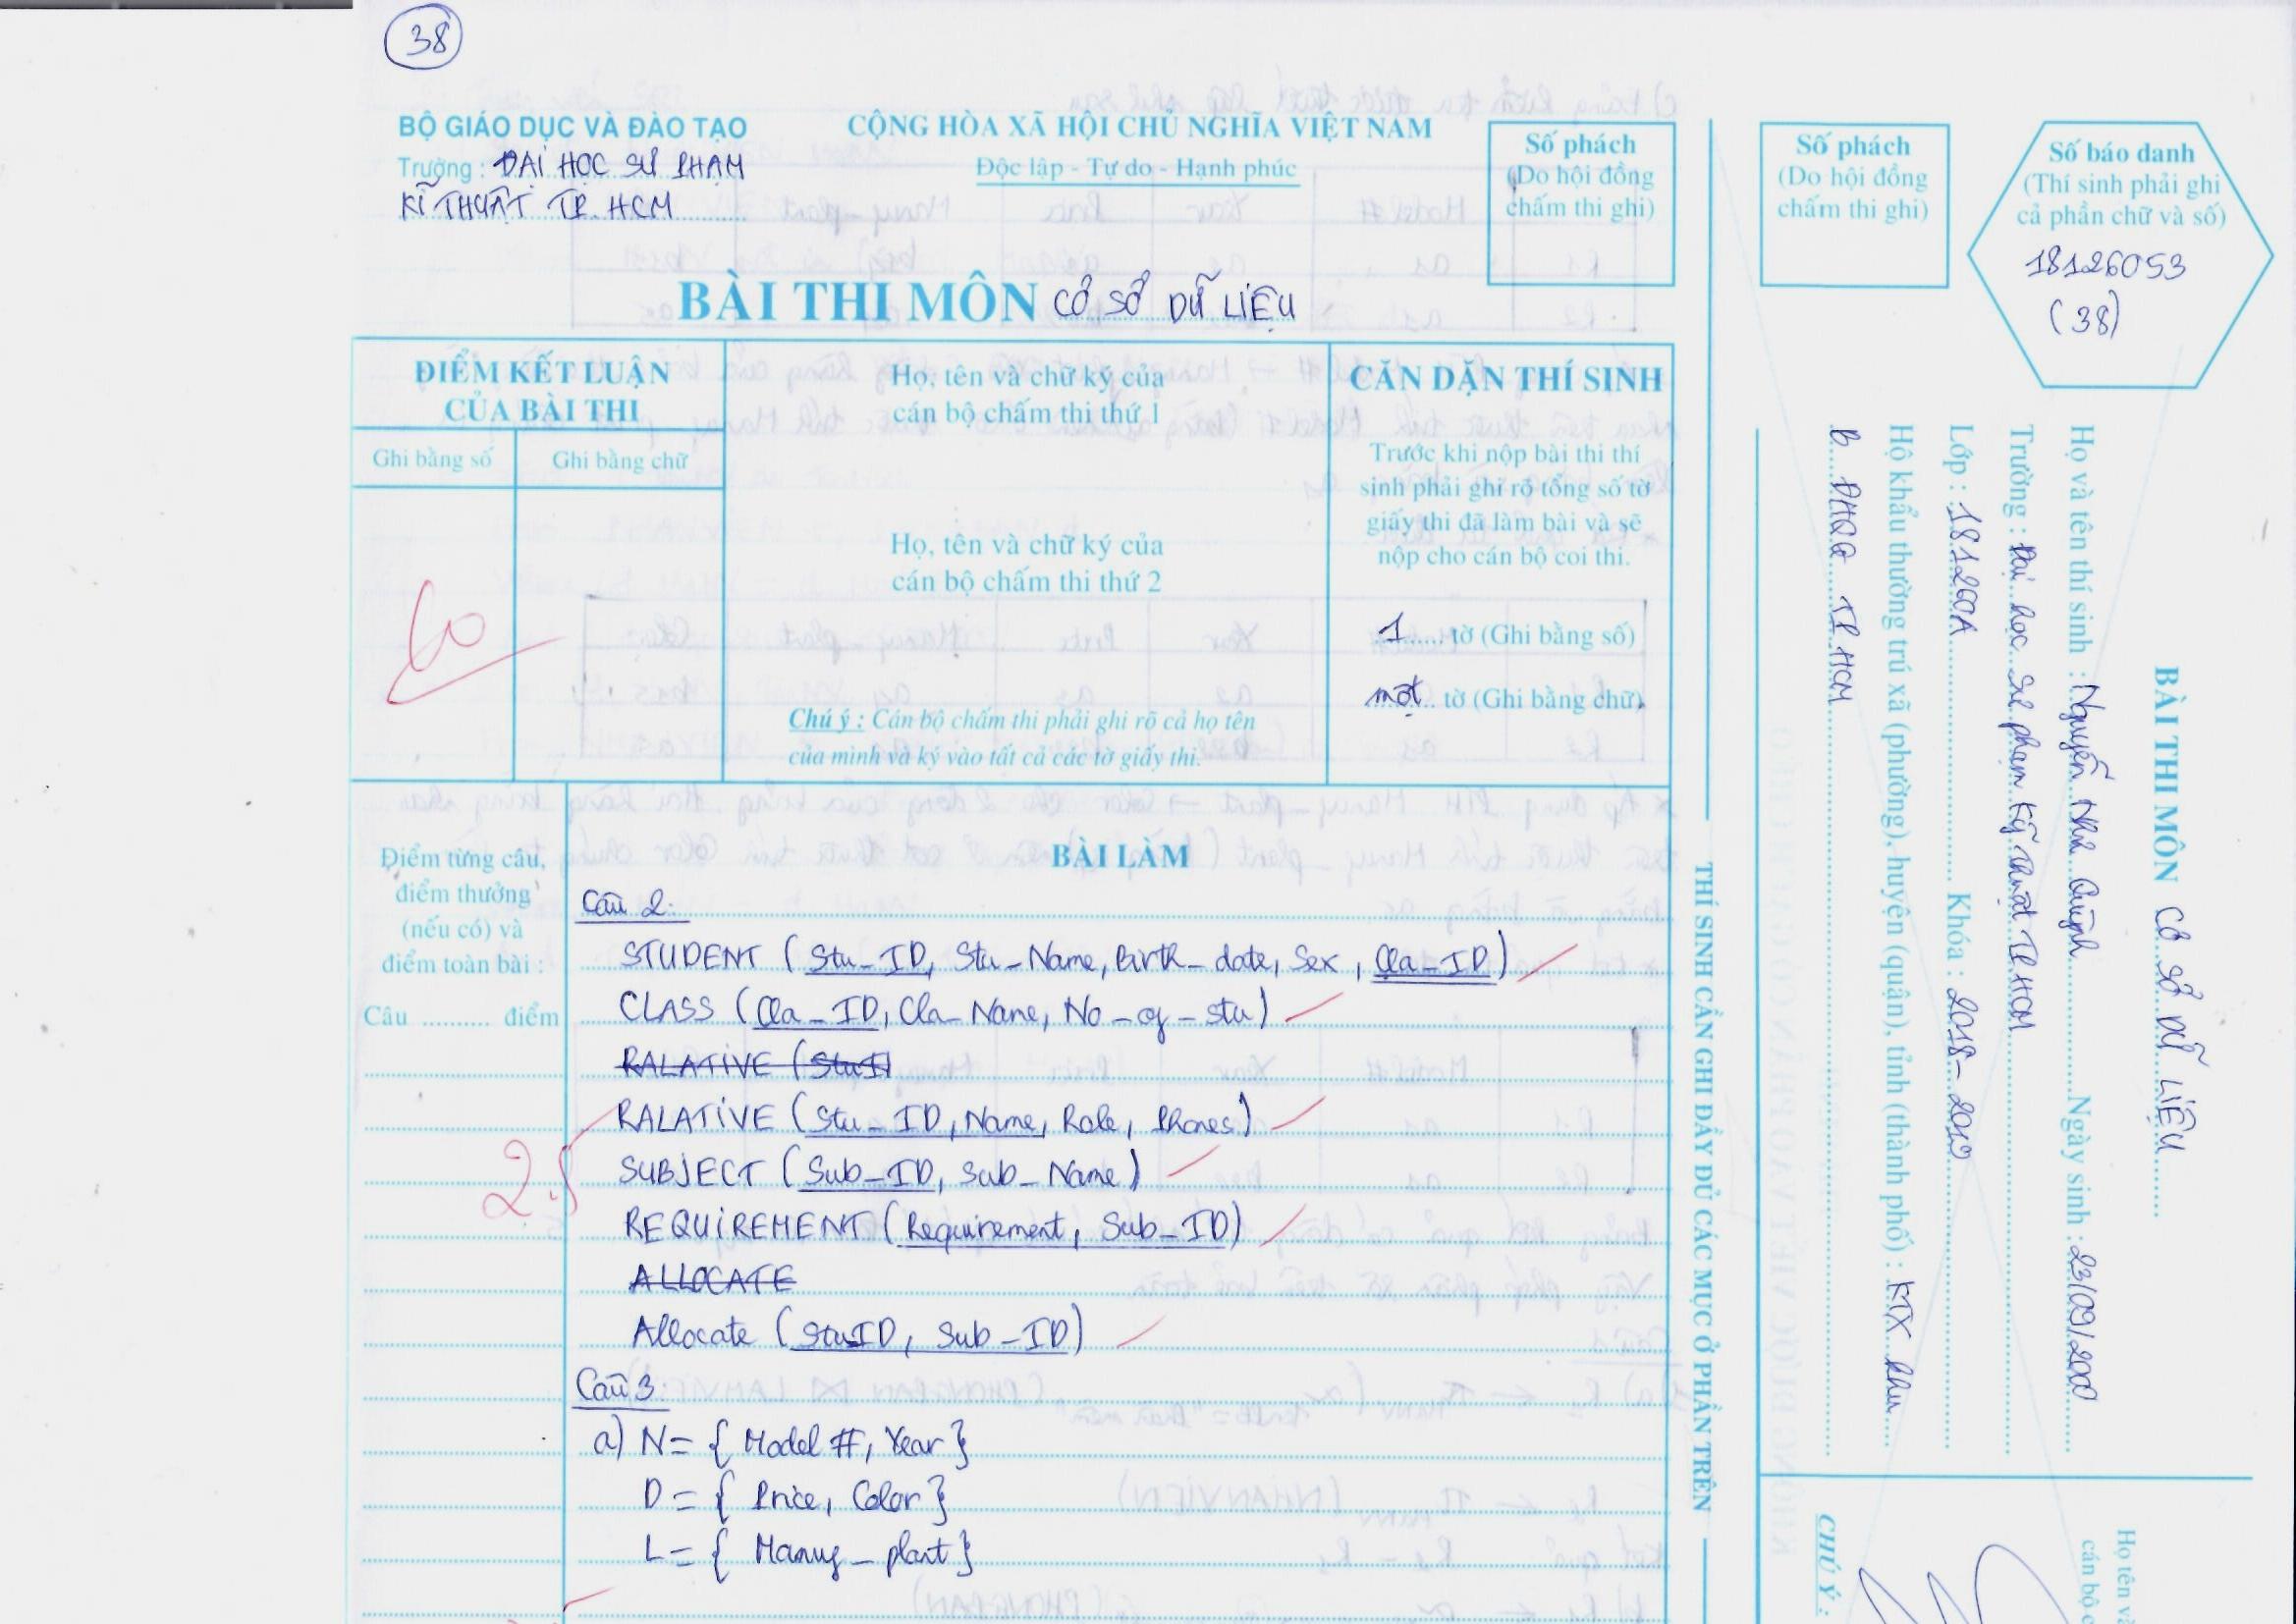 38
BỘ GIÁO DỤC VÀ ĐÀO TẠO
Trường : ĐẠI HỌC SƯ PHẠM
KĨ THUẬT TP. HCM
CỘNG HÒA XÃ HỘI CHỦ NGHĨA VIỆT NAM
Độc lập - Tự do - Hạnh phúc
Số phách
(Do hội đồng
chấm thi ghi)
BÀI THI MÔN CƠ SỞ DỮ LIỆU
ĐIỂM KẾT LUẬN
CỦA BÀI THI
Ghi bằng số
Ghi bằng chữ
Họ, tên và chữ ký của
cán bộ chấm thi thứ 1
Họ, tên và chữ ký của
cán bộ chấm thi thứ 2
Chú ý : Cán bộ chấm thi phải ghi rõ cả họ tên
của mình và ký vào tất cả các tờ giấy thi.
CĂN DẶN THÍ SINH
Trước khi nộp bài thi thí
sinh phải ghi rõ tổng số tờ
giấy thi đã làm bài và sẽ
nộp cho cán bộ coi thi.
1 tờ (Ghi bằng số)
một tờ (Ghi bằng chữ)
Điểm từng câu,
điểm thưởng
(nếu có) và
điểm toàn bài :
Câu .......... điểm
2.5
BÀI LÀM
Câu 2:
STUDENT (Stu_ID, Stu_Name, Birth_date, Sex, Cla_ID)
CLASS (Cla_ID, Cla_Name, No_of_stu)
RALATIVE (StuI
RALATIVE (Stu_ID, Name, Role, Phones)
SUBJECT (Sub_ID, Sub_Name)
REQUIREMENT (Requirement, Sub_ID)
ALLOCATE
Allocate (StuID, Sub_ID)
Câu 3:
a) N = { Model #, Year }
D = { Price, Color }
L = { Manuf_plant }
THÍ SINH CẦN GHI ĐẦY ĐỦ CÁC MỤC Ở PHẦN TRÊN
Số phách
(Do hội đồng
chấm thi ghi)
Số báo danh
(Thí sinh phải ghi
cả phần chữ và số)
18126053
(38)
BÀI THI MÔN CƠ SỞ DỮ LIỆU
Họ và tên thí sinh : Nguyễn Như Quỳnh Ngày sinh : 23/09/2000
Trường : Đại học Sư phạm Kỹ thuật TP HCM
Lớp : 181260A Khóa : 2018-2019
Hộ khẩu thường trú xã (phường), huyện (quận), tỉnh (thành phố) : KTX khu
B ĐHQG TP HCM
CHÚ Ý :
Họ tên và
cán bộ c